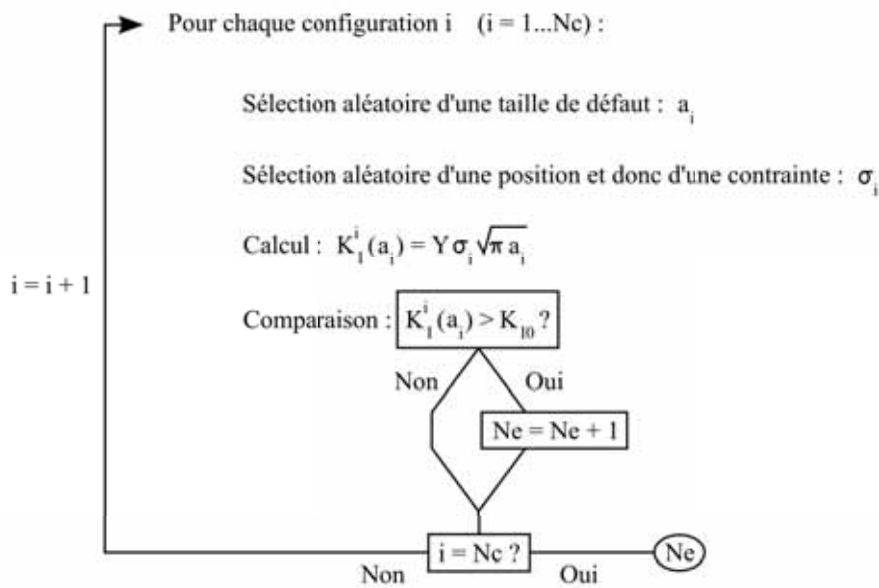 Pour chaque configuration i (i = 1...Nc) :
Sélection aléatoire d'une taille de défaut : a_i
Sélection aléatoire d'une position et donc d'une contrainte : σ_i
Calcul : K_I^i (a_i) = Y σ_i √π a_i
i = i + 1
Comparaison : K_I^i (a_i) > K_I0 ?
Non Oui
Ne = Ne + 1
i = Nc ? Ne
Non Oui